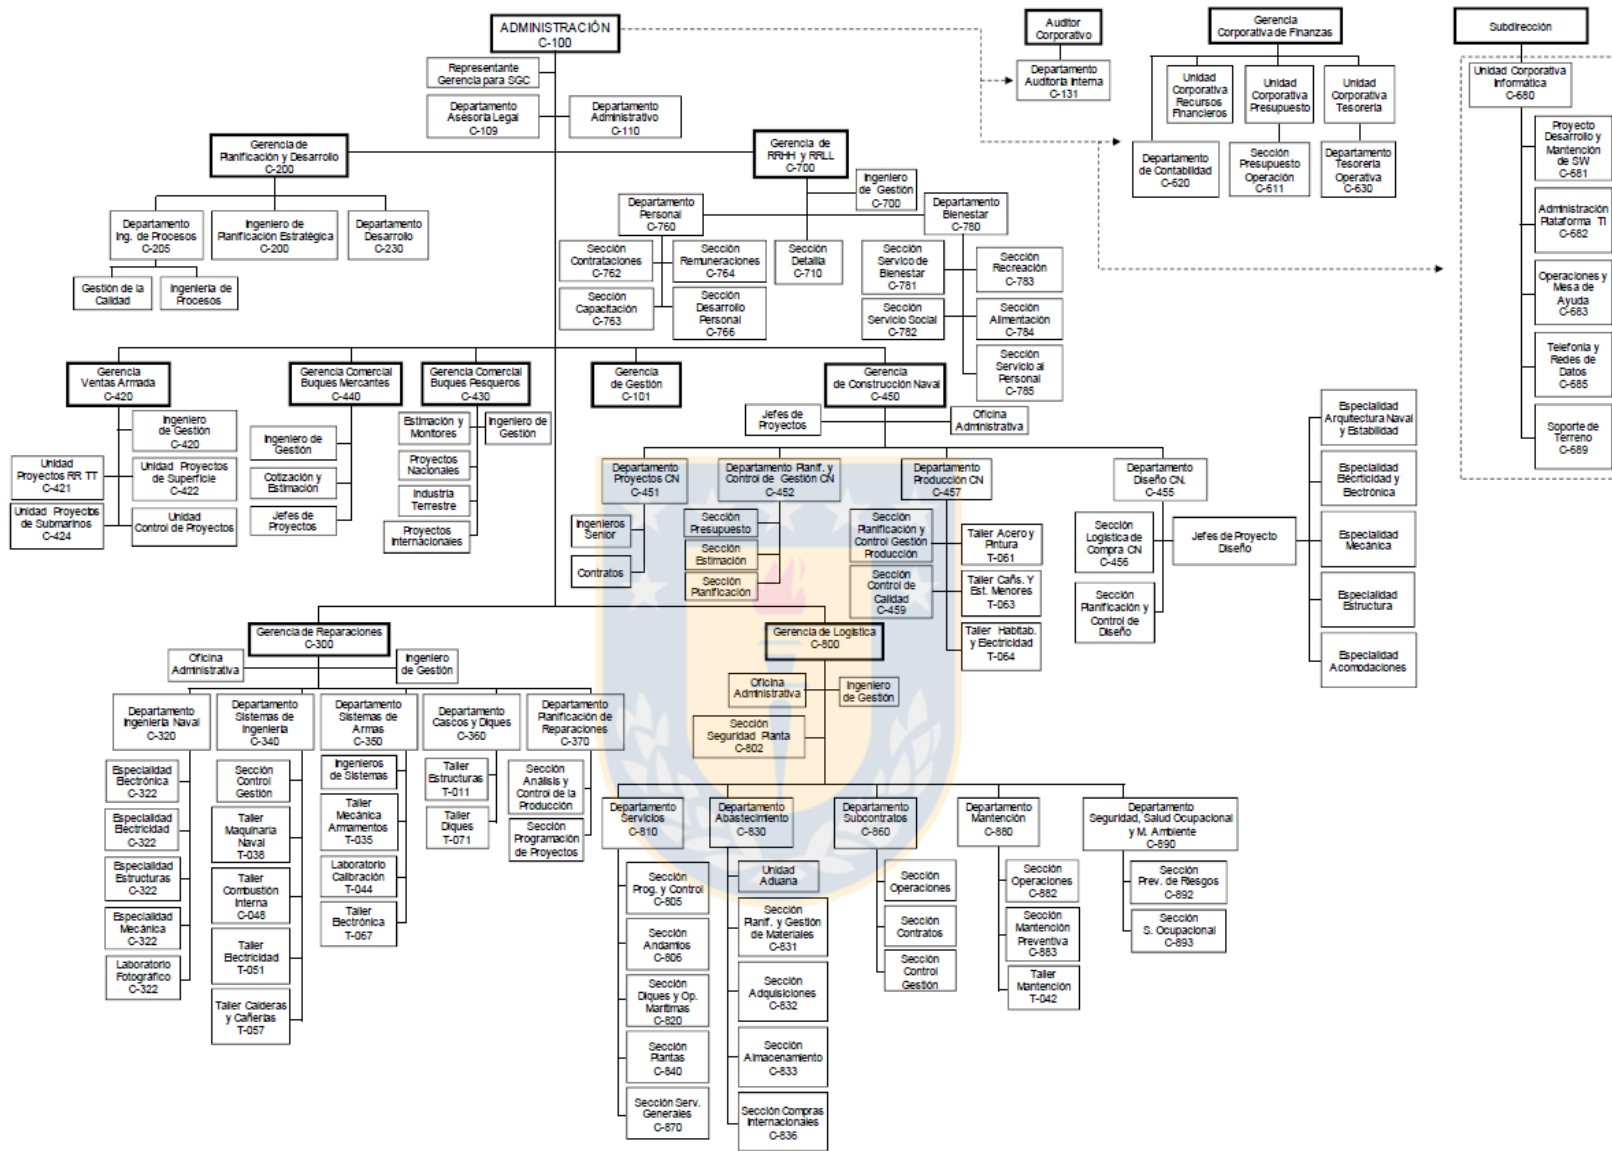 ADMINISTRACIÓN
C-100
Auditor
Corporativo
Gerencia
Corporativa de Finanzas
Subdirección
Representante
Gerencia para SGC
Departamento
Auditoría Interna
C-131
Unidad
Corporativa
Recursos
Financieros
Unidad
Corporativa
Presupuesto
Unidad
Corporativa
Tesorería
Unidad Corporativa
Informática
C-680
Departamento
Asesoría Legal
C-109
Departamento
Administrativo
C-110
Departamento
de Contabilidad
C-620
Sección
Presupuesto
Operación
C-611
Departamento
Tesorería
Operativa
C-630
Proyecto
Desarrollo y
Mantención
de SW
C-681
Administración
Plataforma TI
C-682
Operaciones y
Mesa de
Ayuda
C-683
Telefonía y
Redes de
Datos
C-685
Soporte de
Terreno
C-689
Gerencia de
Planificación y Desarrollo
C-200
Gerencia de
RRHH y RRLL
C-700
Departamento
Ing. de Procesos
C-205
Ingeniero de
Planificación Estratégica
C-200
Departamento
Desarrollo
C-230
Gestión de la
Calidad
Ingeniería de
Procesos
Ingeniero
de Gestión
C-700
Departamento
Personal
C-760
Departamento
Bienestar
C-780
Sección
Contrataciones
C-762
Sección
Remuneraciones
C-764
Sección
Detallia
C-710
Sección
Servico de
Bienestar
C-781
Sección
Recreación
C-783
Sección
Capacitación
C-763
Sección
Desarrollo
Personal
C-766
Sección
Servicio Social
C-782
Sección
Alimentación
C-784
Sección
Servicio al
Personal
C-785
Gerencia
Ventas Armada
C-420
Gerencia Comercial
Buques Mercantes
C-440
Gerencia Comercial
Buques Pesqueros
C-430
Gerencia
de Gestión
C-101
Gerencia
de Construcción Naval
C-450
Ingeniero
de Gestión
C-420
Unidad
Proyectos RR TT
C-421
Unidad Proyectos
de Superficie
C-422
Unidad Proyectos
de Submarinos
C-424
Unidad
Control de Proyectos
Ingeniero de
Gestión
Cotización y
Estimación
Jefes de
Proyectos
Estimación y
Monitores
Ingeniero de
Gestión
Proyectos
Nacionales
Industria
Terrestre
Proyectos
Internacionales
Jefes de
Proyectos
Oficina
Administrativa
Departamento
Proyectos CN
C-451
Departamento Planif. y
Control de Gestión CN
C-452
Departamento
Producción CN
C-457
Departamento
Diseño CN.
C-455
Ingenieros
Senior
Contratos
Sección
Presupuesto
Sección
Estimación
Sección
Planificación
Sección
Planificación y
Control Gestión
Producción
Sección
Control de
Calidad
C-459
Taller Acero y
Pintura
T-061
Taller Cañs. Y
Est. Menores
T-063
Taller Habitab.
y Electricidad
T-064
Sección
Logística de
Compra CN
C-456
Sección
Planificación y
Control de
Diseño
Jefes de Proyecto
Diseño
Especialidad
Arquitectura Naval
y Estabilidad
Especialidad
Electricidad y
Electrónica
Especialidad
Mecánica
Especialidad
Estructura
Especialidad
Acomodaciones
Gerencia de Reparaciones
C-300
Gerencia de Logística
C-800
Oficina
Administrativa
Ingeniero
de Gestión
Departamento
Ingeniería Naval
C-320
Departamento
Sistemas de
Ingeniería
C-340
Departamento
Sistemas de
Armas
C-350
Departamento
Cascos y Diques
C-360
Departamento
Planificación de
Reparaciones
C-370
Especialidad
Electrónica
C-322
Especialidad
Electricidad
C-322
Especialidad
Estructuras
C-322
Especialidad
Mecánica
C-322
Laboratorio
Fotográfico
C-322
Sección
Control
Gestión
Taller
Maquinaria
Naval
T-038
Taller
Combustión
Interna
C-048
Taller
Electricidad
T-051
Taller Calderas
y Cañerías
T-057
Ingenieros
de Sistemas
Taller
Mecánica
Armamentos
T-035
Laboratorio
Calibración
T-044
Taller
Electrónica
T-067
Taller
Estructuras
T-011
Taller
Diques
T-071
Sección
Análisis y
Control de la
Producción
Sección
Programación
de Proyectos
Oficina
Administrativa
Ingeniero
de Gestión
Sección
Seguridad Planta
C-802
Departamento
Servicios
C-810
Departamento
Abastecimiento
C-830
Departamento
Subcontratos
C-860
Departamento
Mantención
C-880
Departamento
Seguridad, Salud Ocupacional
y M. Ambiente
C-890
Sección
Prog. y Control
C-805
Sección
Andamios
C-806
Sección
Diques y Op.
Marítimas
C-820
Sección
Plantas
C-840
Sección Serv.
Generales
C-870
Unidad
Aduana
Sección
Planif. y Gestión
de Materiales
C-831
Sección
Adquisiciones
C-832
Sección
Almacenamiento
C-833
Sección Compras
Internacionales
C-836
Sección
Operaciones
Sección
Contratos
Sección
Control
Gestión
Sección
Operaciones
C-882
Sección
Mantención
Preventiva
C-883
Taller
Mantención
T-042
Sección
Prev. de Riesgos
C-892
Sección
S. Ocupacional
C-893